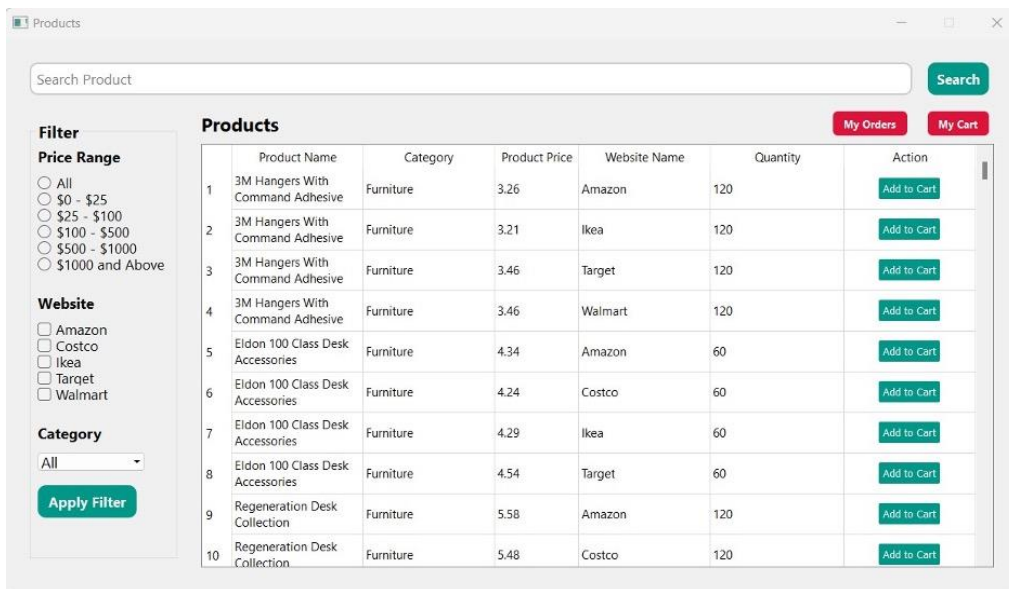 Products
Search Product
Search
Filter
Price Range
All
$0 - $25
$25 - $100
$100 - $500
$500 - $1000
$1000 and Above
Website
Amazon
Costco
Ikea
Target
Walmart
Category
All
Apply Filter
Products
My Orders
My Cart
Product Name Category Product Price Website Name Quantity Action
1 3M Hangers With Furniture 3.26 Amazon 120 Add to Cart
Command Adhesive
2 3M Hangers With Furniture 3.21 Ikea 120 Add to Cart
Command Adhesive
3 3M Hangers With Furniture 3.46 Target 120 Add to Cart
Command Adhesive
4 3M Hangers With Furniture 3.46 Walmart 120 Add to Cart
Command Adhesive
5 Eldon 100 Class Desk Furniture 4.34 Amazon 60 Add to Cart
Accessories
6 Eldon 100 Class Desk Furniture 4.24 Costco 60 Add to Cart
Accessories
7 Eldon 100 Class Desk Furniture 4.29 Ikea 60 Add to Cart
Accessories
8 Eldon 100 Class Desk Furniture 4.54 Target 60 Add to Cart
Accessories
9 Regeneration Desk Furniture 5.58 Amazon 120 Add to Cart
Collection
10 Regeneration Desk Furniture 5.48 Costco 120 Add to Cart
Collection